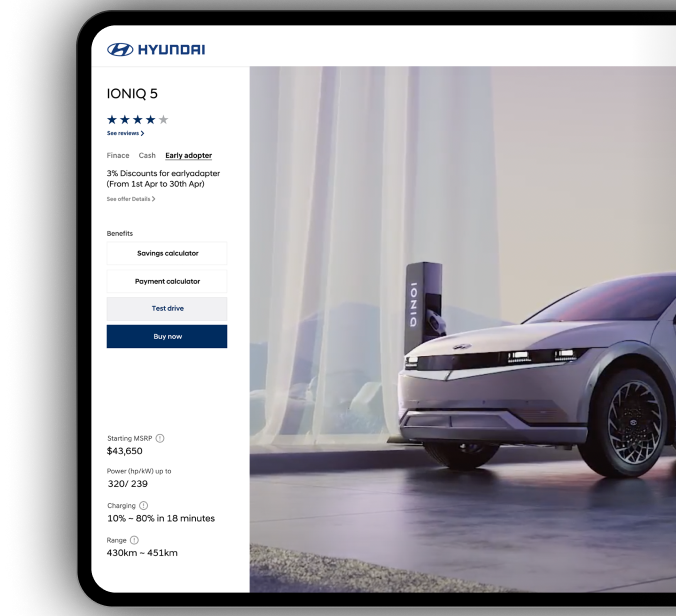 HYUNDAI
IONIQ 5
See reviews >
Finace Cash Early adopter
3% Discounts for earlyadapter
(From 1st Apr to 30th Apr)
See offer Details >
Benefits
Savings calculator
Payment calculator
Test drive
Buy now
IONIQ
Starting MSRP
$43,650
Power (hp/kW) up to
320/ 239
Charging
10% ~ 80% in 18 minutes
Range
430km ~ 451km